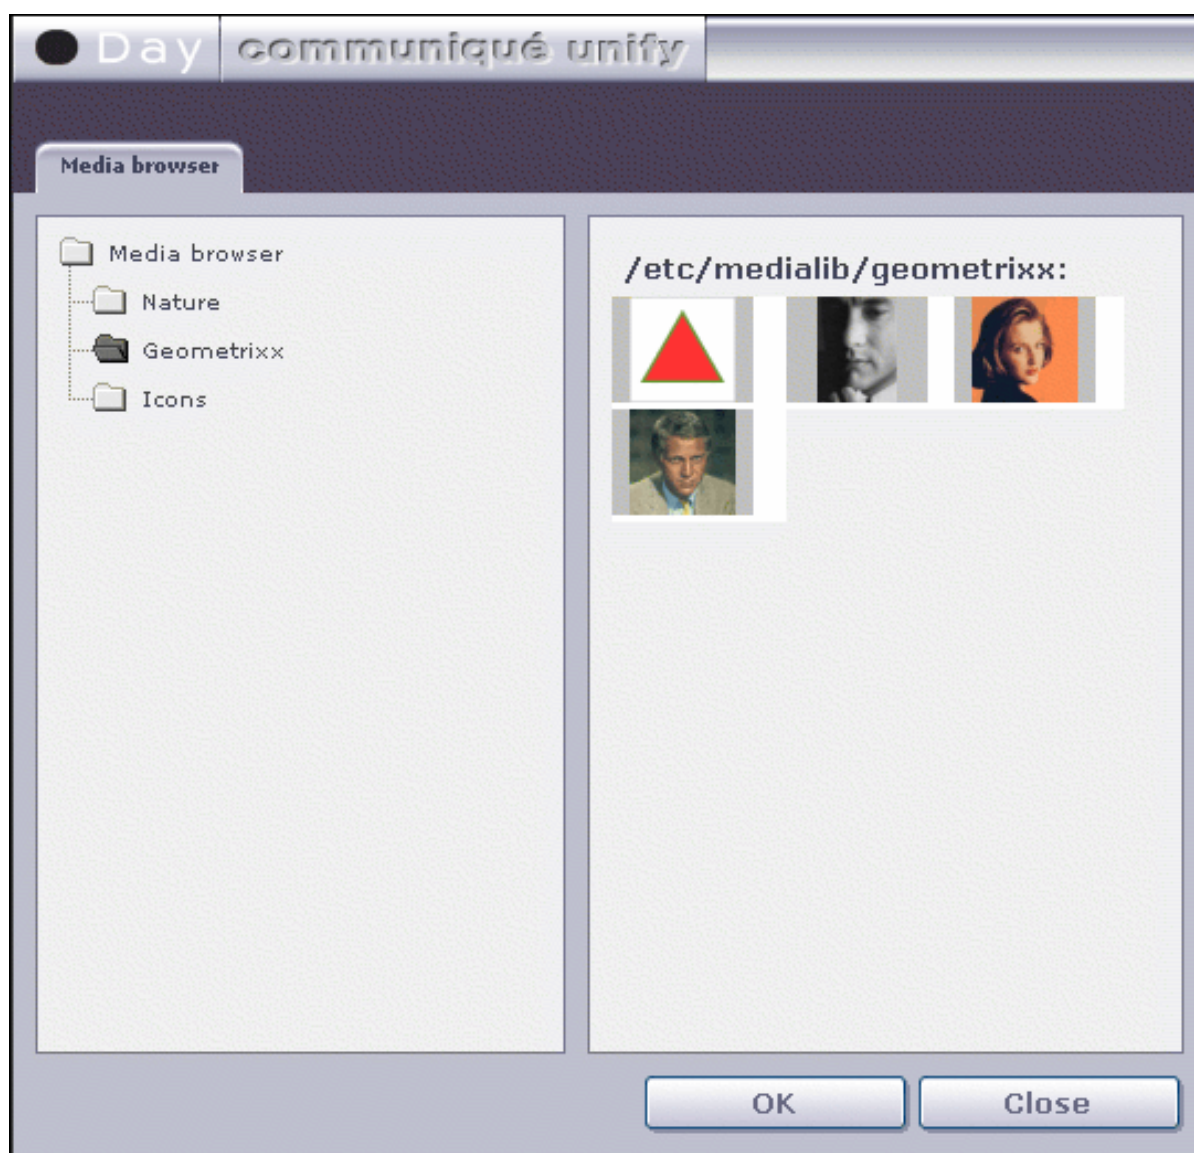 Day communiqué unify
Media browser
Media browser
Nature
Geometrixx
Icons
/etc/medialib/geometrixx:
OK Close